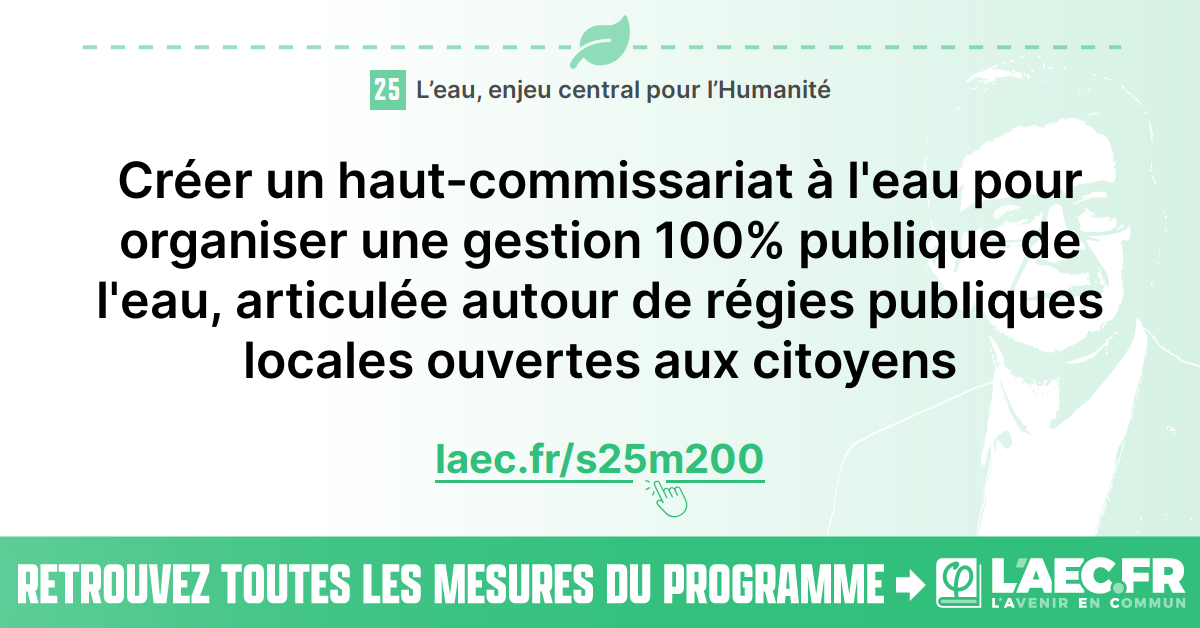 25 L’eau, enjeu central pour l’Humanité
Créer un haut-commissariat à l'eau pour
organiser une gestion 100% publique de
l'eau, articulée autour de régies publiques
locales ouvertes aux citoyens
laec.fr/s25m200
RETROUVEZ TOUTES LES MESURES DU PROGRAMME
L'AEC.FR
L'AVENIR EN COMMUN